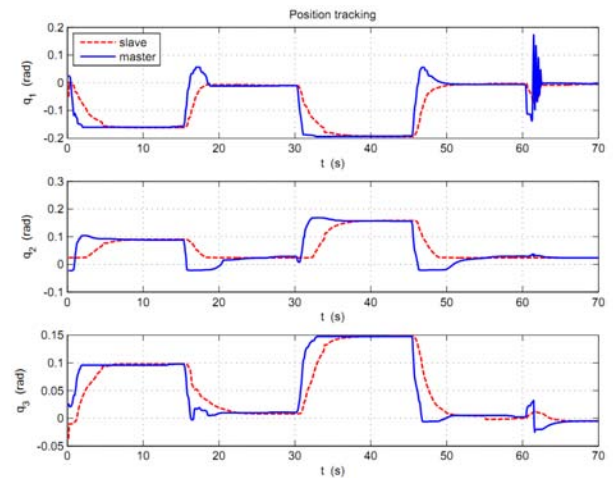 Position tracking
slave
master
q1 (rad)
0.2
0.1
0
-0.1
-0.2
0 10 20 30 40 50 60 70
t (s)
q2 (rad)
0.3
0.2
0.1
0
-0.1
0 10 20 30 40 50 60 70
t (s)
q3 (rad)
0.15
0.1
0.05
0
-0.05
0 10 20 30 40 50 60 70
t (s)